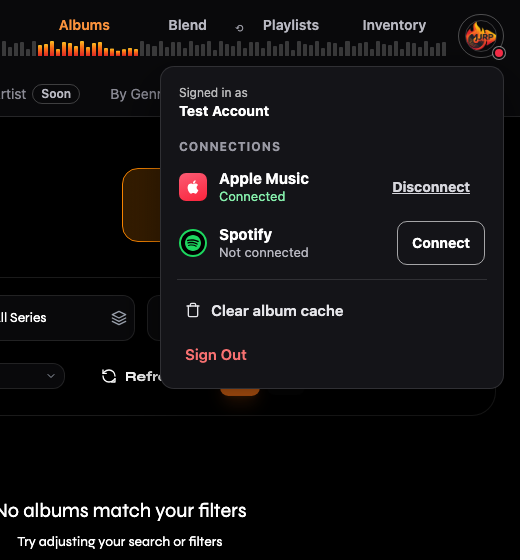 Albums
Blend
Playlists
Inventory
rtist
Soon
By Genr
Signed in as
Test Account
CONNECTIONS
Apple Music
Connected
Disconnect
Spotify
Not connected
Connect
ll Series
Clear album cache
Refre
Sign Out
No albums match your filters
Try adjusting your search or filters